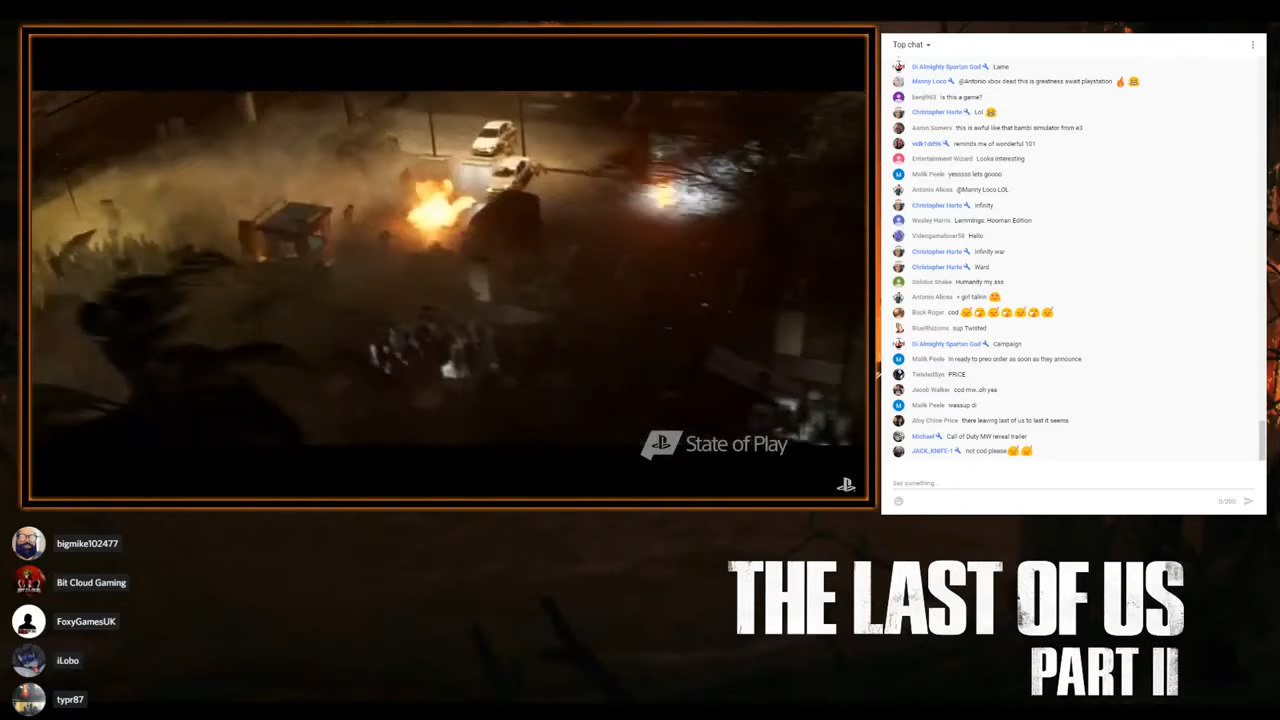 Top chat
Di Almighty Spartan God Lame
Manny Loco @Antonio xbox dead this is greatness await playstation
benji963 Is this a game?
Christopher Harte Lol
Aaron Somers this is awful like that bambi simulator from e3
vidk1dd96 reminds me of wonderful 101
Entertainment Wizard Looks interesting
Malik Peele yesssss lets goooo
Antonio Alicea @Manny Loco LOL
Christopher Harte Infinity
Wesley Harris Lemmings: Hooman Edition
Videogamelover58 Hello
Christopher Harte Infinity war
Christopher Harte Ward
Solidus Snake Humanity my ass
Antonio Alicea < girl talkin
Buck Roger cod
BlueRhizoms sup Twisted
Di Almighty Spartan God Campaign
Malik Peele in ready to preo order as soon as they announce
TwistedSyn PRICE
Jacob Walker cod mw..oh yea
Malik Peele wassup di
Aloy Chloe Price there leaving last of us to last it seems
Michael Call of Duty MW reveal trailer
JACK_KNIFE-1 not cod please
State of Play
Say something...
0/200
bigmike102477
Bit Cloud Gaming
FoxyGamesUK
iLobo
typr87
THE LAST OF US
PART II